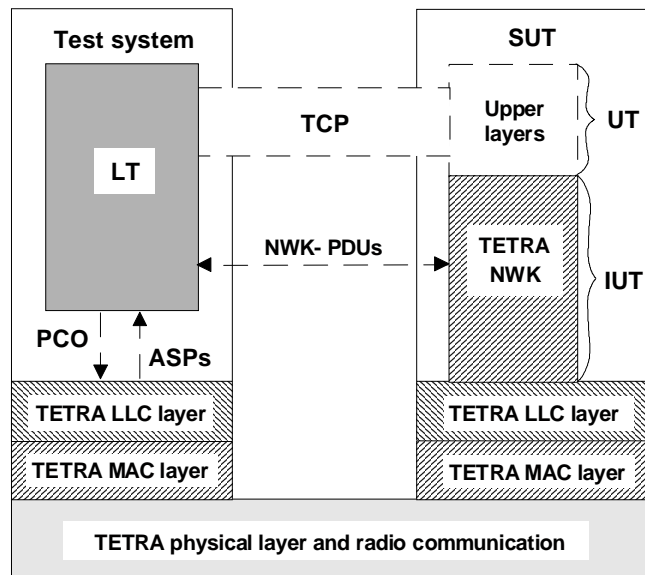 Test system
SUT
LT
TCP
Upper
layers
UT
NWK- PDUs
TETRA
NWK
IUT
PCO
ASPs
TETRA LLC layer
TETRA LLC layer
TETRA MAC layer
TETRA MAC layer
TETRA physical layer and radio communication